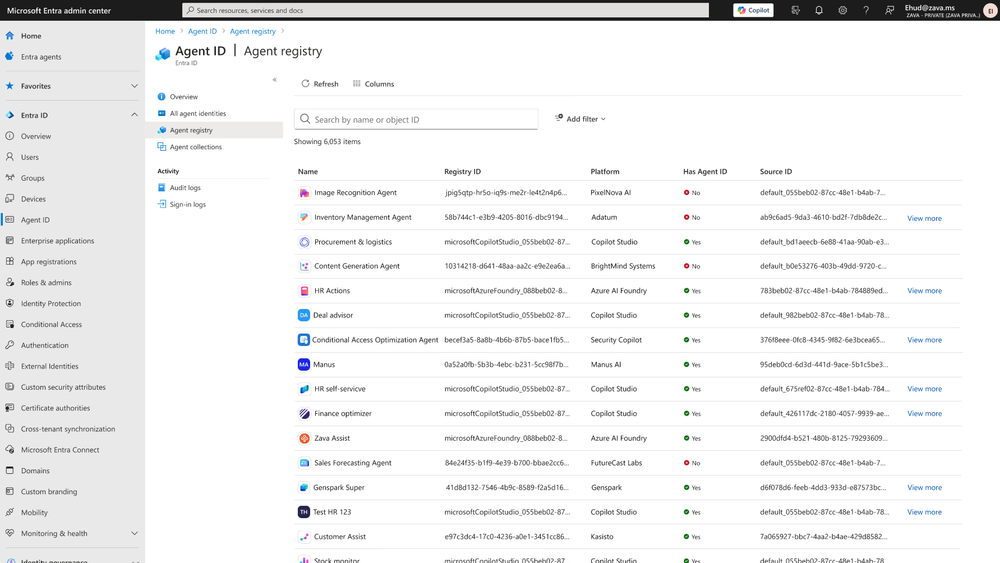 Microsoft Entra admin center
Search resources, services and docs
Copilot
Ehud@zava.ms
ZAVA - PRIVATE (ZAVA PRIVA..)
EI
Home
Entra agents
Favorites
Entra ID
Overview
Users
Groups
Devices
Agent ID
Enterprise applications
App registrations
Roles & admins
Identity Protection
Conditional Access
Authentication
External Identities
Custom security attributes
Certificate authorities
Cross-tenant synchronization
Microsoft Entra Connect
Domains
Custom branding
Mobility
Monitoring & health
Identity governance
Home > Agent ID > Agent registry >
Agent ID | Agent registry
Entra ID
«
Overview
All agent identities
Agent registry
Agent collections
Activity
Audit logs
Sign-in logs
Refresh Columns
Search by name or object ID
Add filter
Showing 6,053 items
Name Registry ID Platform Has Agent ID Source ID
Image Recognition Agent jpig5qtp-hr5o-iq9s-me2r-le4t2n4p6... PixelNova AI No default_055beb02-87cc-48e1-b4ab-7...
Inventory Management Agent 58b744c1-e3b9-4205-8016-dbc9194... Adatum No ab9c6ad5-9da3-4610-bd2f-7db8de2c... View more
Procurement & logistics microsoftCopilotStudio_055beb02-87... Copilot Studio Yes default_bd1aeecb-6e88-41aa-90ab-e3...
Content Generation Agent 10314218-d641-48aa-aa2c-e9e2ea6a... BrightMind Systems No default_b0e53276-403b-49dd-9720-c...
HR Actions microsoftAzureFoundry_088beb02-8... Azure AI Foundry Yes 783beb02-87cc-48e1-b4ab-784889ed... View more
DA Deal advisor microsoftCopilotStudio_055beb02-87... Copilot Studio Yes default_982beb02-87cc-48e1-b4ab-78...
Conditional Access Optimization Agent becef3a5-8a8b-4b6b-87b5-bace1fb5... Security Copilot Yes 376f8eee-0fc8-4345-9f82-6e3bcea65... View more
MA Manus 0a52a0fb-5b3b-4ebc-b231-5cc98f7b... Manus AI Yes 95deb0cd-6d3d-441d-9ace-5b1c5be3...
HR self-servicve microsoftCopilotStudio_055beb02-87... Copilot Studio Yes default_675ref02-87cc-48e1-b4ab-784... View more
Finance optimizer microsoftCopilotStudio_055beb02-87... Copilot Studio Yes default_426117dc-2180-4057-9939-ae... View more
Zava Assist microsoftAzureFoundry_088beb02-8... Azure AI Foundry Yes 2900dfd4-b521-480b-8125-79293609...
Sales Forecasting Agent 84e24f35-b1f9-4e39-b700-bbae2cc6... FutureCast Labs No default_055beb02-87cc-48e1-b4ab-7...
Genspark Super 41d8d132-7546-4b9c-8589-f2a5d16... Genspark Yes d6f078d6-feeb-4dd3-933d-e87573bc... View more
TH Test HR 123 microsoftCopilotStudio_055beb02-87... Copilot Studio Yes default_055beb02-87cc-48e1-b4ab-78... View more
Customer Assist e97c3dc4-17c0-4236-a0e1-3451cc86... Kasisto Yes 7a065927-bbc7-4aa2-b4ae-429d8582...
Stock monitor microsoftCopilotStudio_055beb02-87... Copilot Studio Yes default_055beb02-87cc-48e1-b4ab-78...